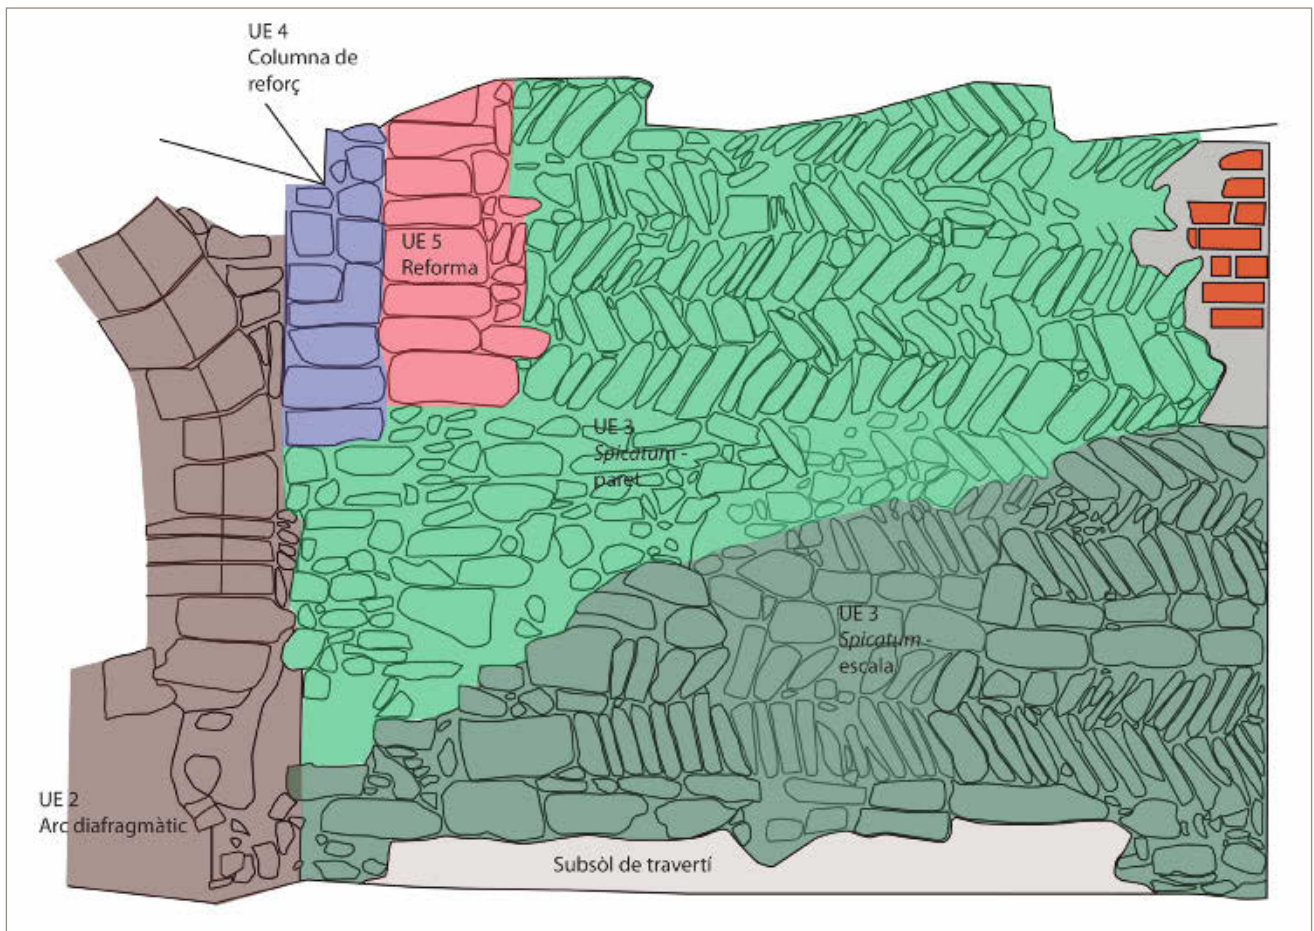 UE 4
Columna de
reforç
UE 5
Reforma
UE 3
Spicatum -
paret
UE 3
Spicatum -
escala
UE 2
Arc diafragmàtic
Subsòl de travertí